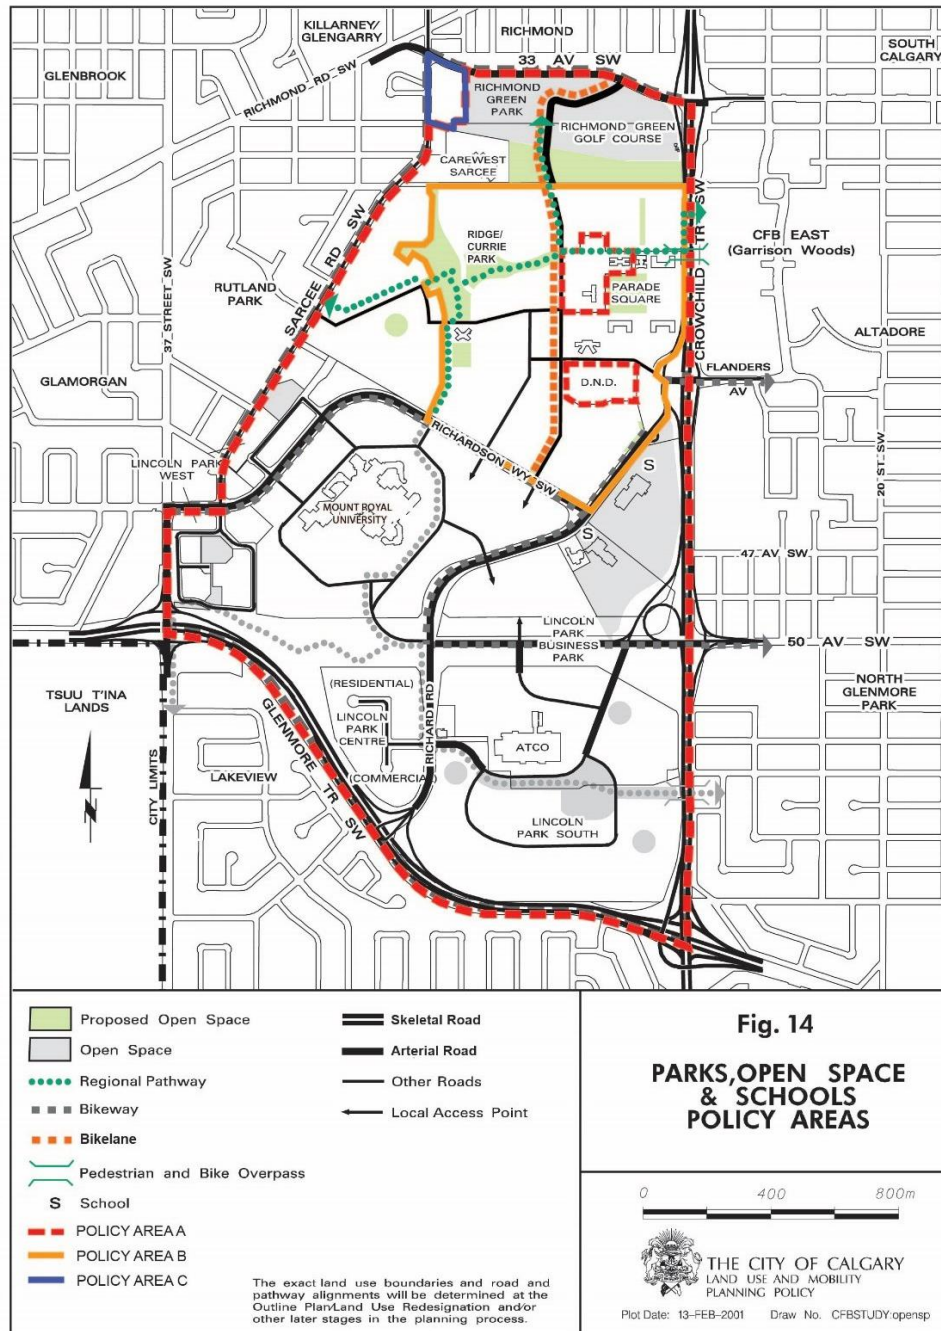 KILLARNEY/
GLENGARRY
RICHMOND
SOUTH
CALGARY
GLENBROOK
RICHMOND RD SW
33 AV SW
RICHMOND
GREEN
PARK
RICHMOND GREEN
GOLF COURSE
CAREWEST
SARCEE
SARCEE RD SW
37 STREET SW
RIDGE/
CURRIE
PARK
CROWCHILD TR SW
CFB EAST
(Garrison Woods)
RUTLAND
PARK
PARADE
SQUARE
ALTADORE
GLAMORGAN
D.N.D.
FLANDERS
AV
RICHARDSON WY SW
20 ST. SW
LINCOLN PARK
WEST
S
MOUNT ROYAL
UNIVERSITY
S
47 AV SW
LINCOLN
PARK
BUSINESS
PARK
50 AV SW
TSUU T'INA
LANDS
NORTH
GLENMORE
PARK
(RESIDENTIAL)
LINCOLN
PARK
CENTRE
(COMMERCIAL)
RICHARD RD
ATCO
GLENMORE TR SW
CITY LIMITS
LAKEVIEW
LINCOLN
PARK SOUTH
N
Proposed Open Space
Open Space
Regional Pathway
Bikeway
Bikelane
Pedestrian and Bike Overpass
S School
POLICY AREA A
POLICY AREA B
POLICY AREA C
Skeletal Road
Arterial Road
Other Roads
Local Access Point
The exact land use boundaries and road and
pathway alignments will be determined at the
Outline Plan/Land Use Redesignation and/or
other later stages in the planning process.
Fig. 14
PARKS,OPEN SPACE
& SCHOOLS
POLICY AREAS
0 400 800m
THE CITY OF CALGARY
LAND USE AND MOBILITY
PLANNING POLICY
Plot Date: 13-FEB-2001 Draw No. CFBSTUDY:opensp